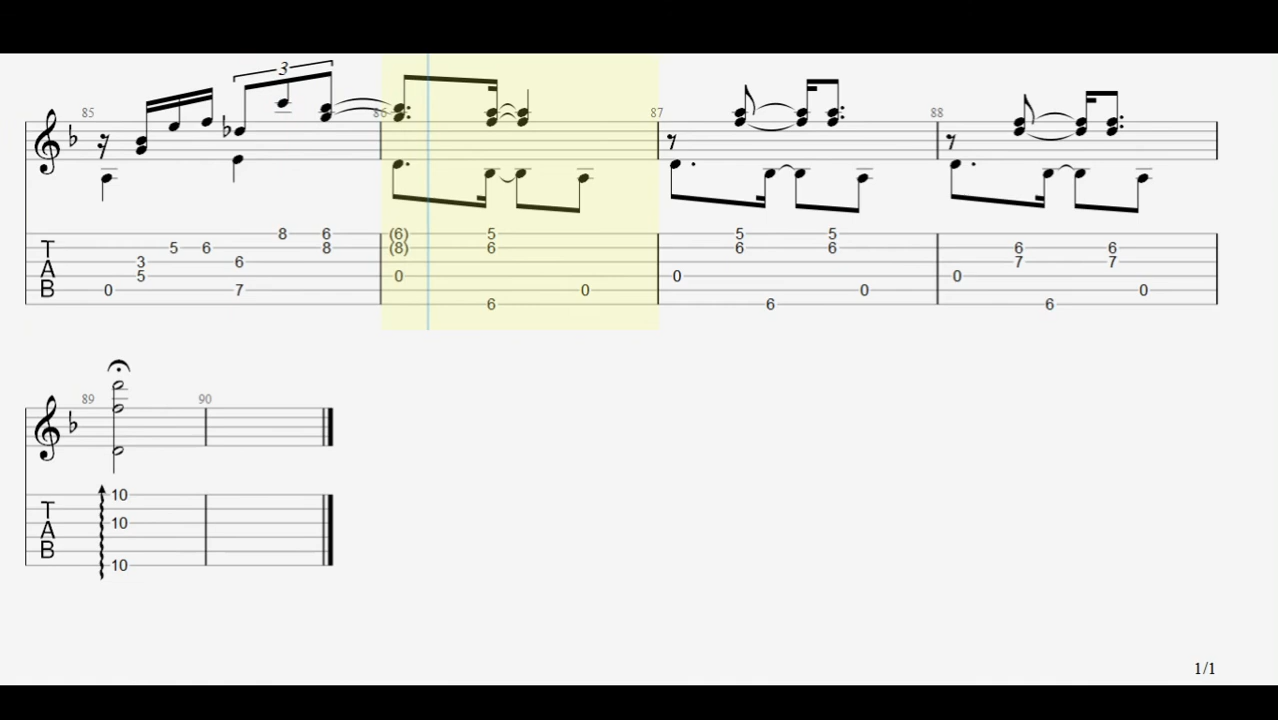 3
85 86 87 88
(6) 5 5 5
T 5 6 8 6 (8) 6 6 6 6 6
A 3 6 8 7 7
5 0 0 0
B 0 7 0 0 0
6 6 6
89 90
10
T
A 10
B
10
1/1